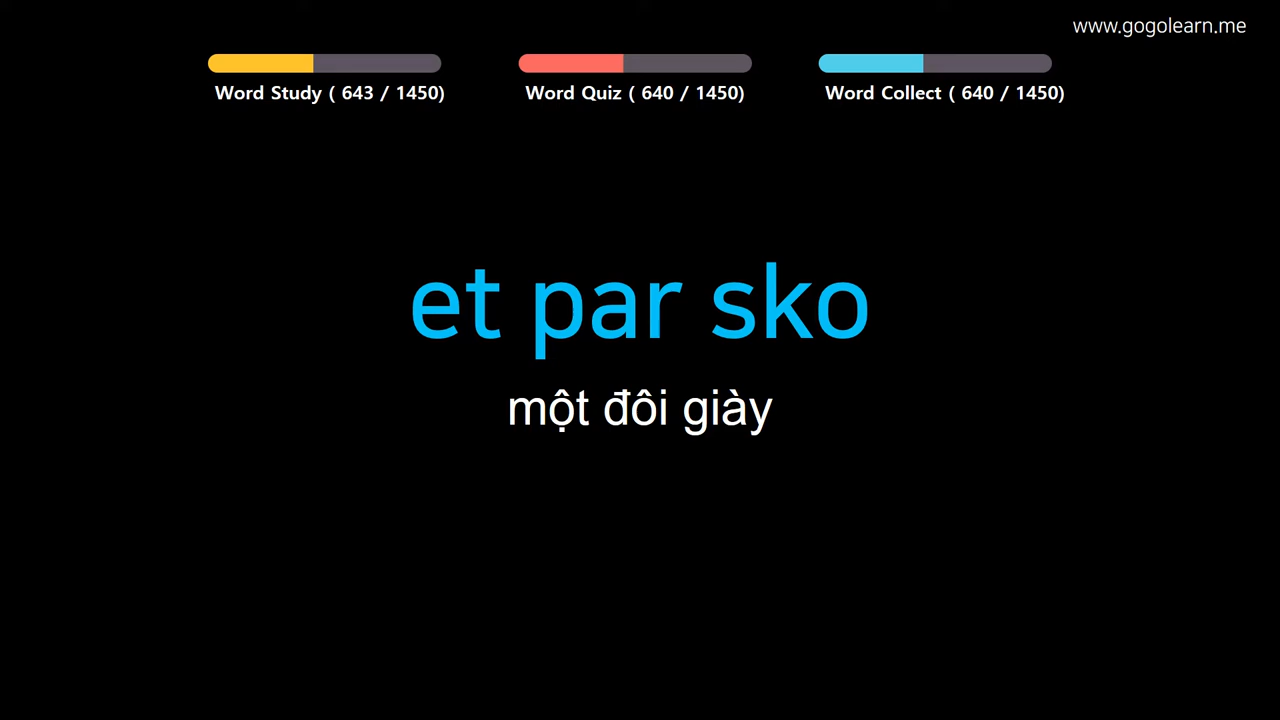 www.gogolearn.me
Word Study ( 643 / 1450)
Word Quiz ( 640 / 1450)
Word Collect ( 640 / 1450)
et par sko
một đôi giày